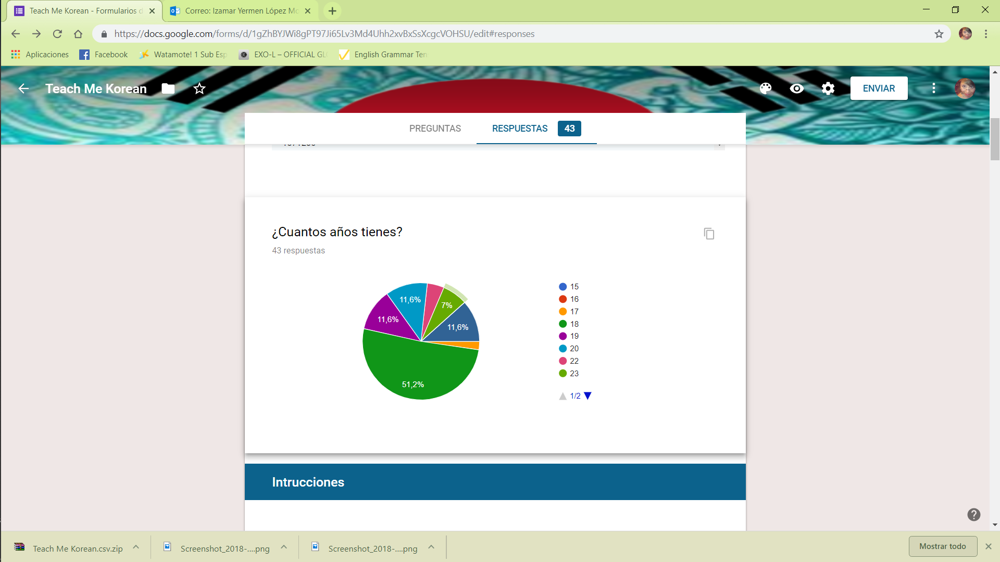 Teach Me Korean - Formularios d
Correo: Izamar Yermen López Mo
https://docs.google.com/forms/d/1gZhBYJWi8gPT97Ji65Lv3Md4Uhh2xvBxSsXcgcVOHSU/edit#responses
Aplicaciones
Facebook
Watamote! 1 Sub Esp
EXO-L – OFFICIAL GL
English Grammar Ten
Teach Me Korean
ENVIAR
PREGUNTAS
RESPUESTAS 43
¿Cuantos años tienes?
43 respuestas
11,6%
11,6%
7%
11,6%
51,2%
15
16
17
18
19
20
22
23
1/2
Intrucciones
Teach Me Korean.csv.zip
Screenshot_2018-....png
Screenshot_2018-....png
Mostrar todo